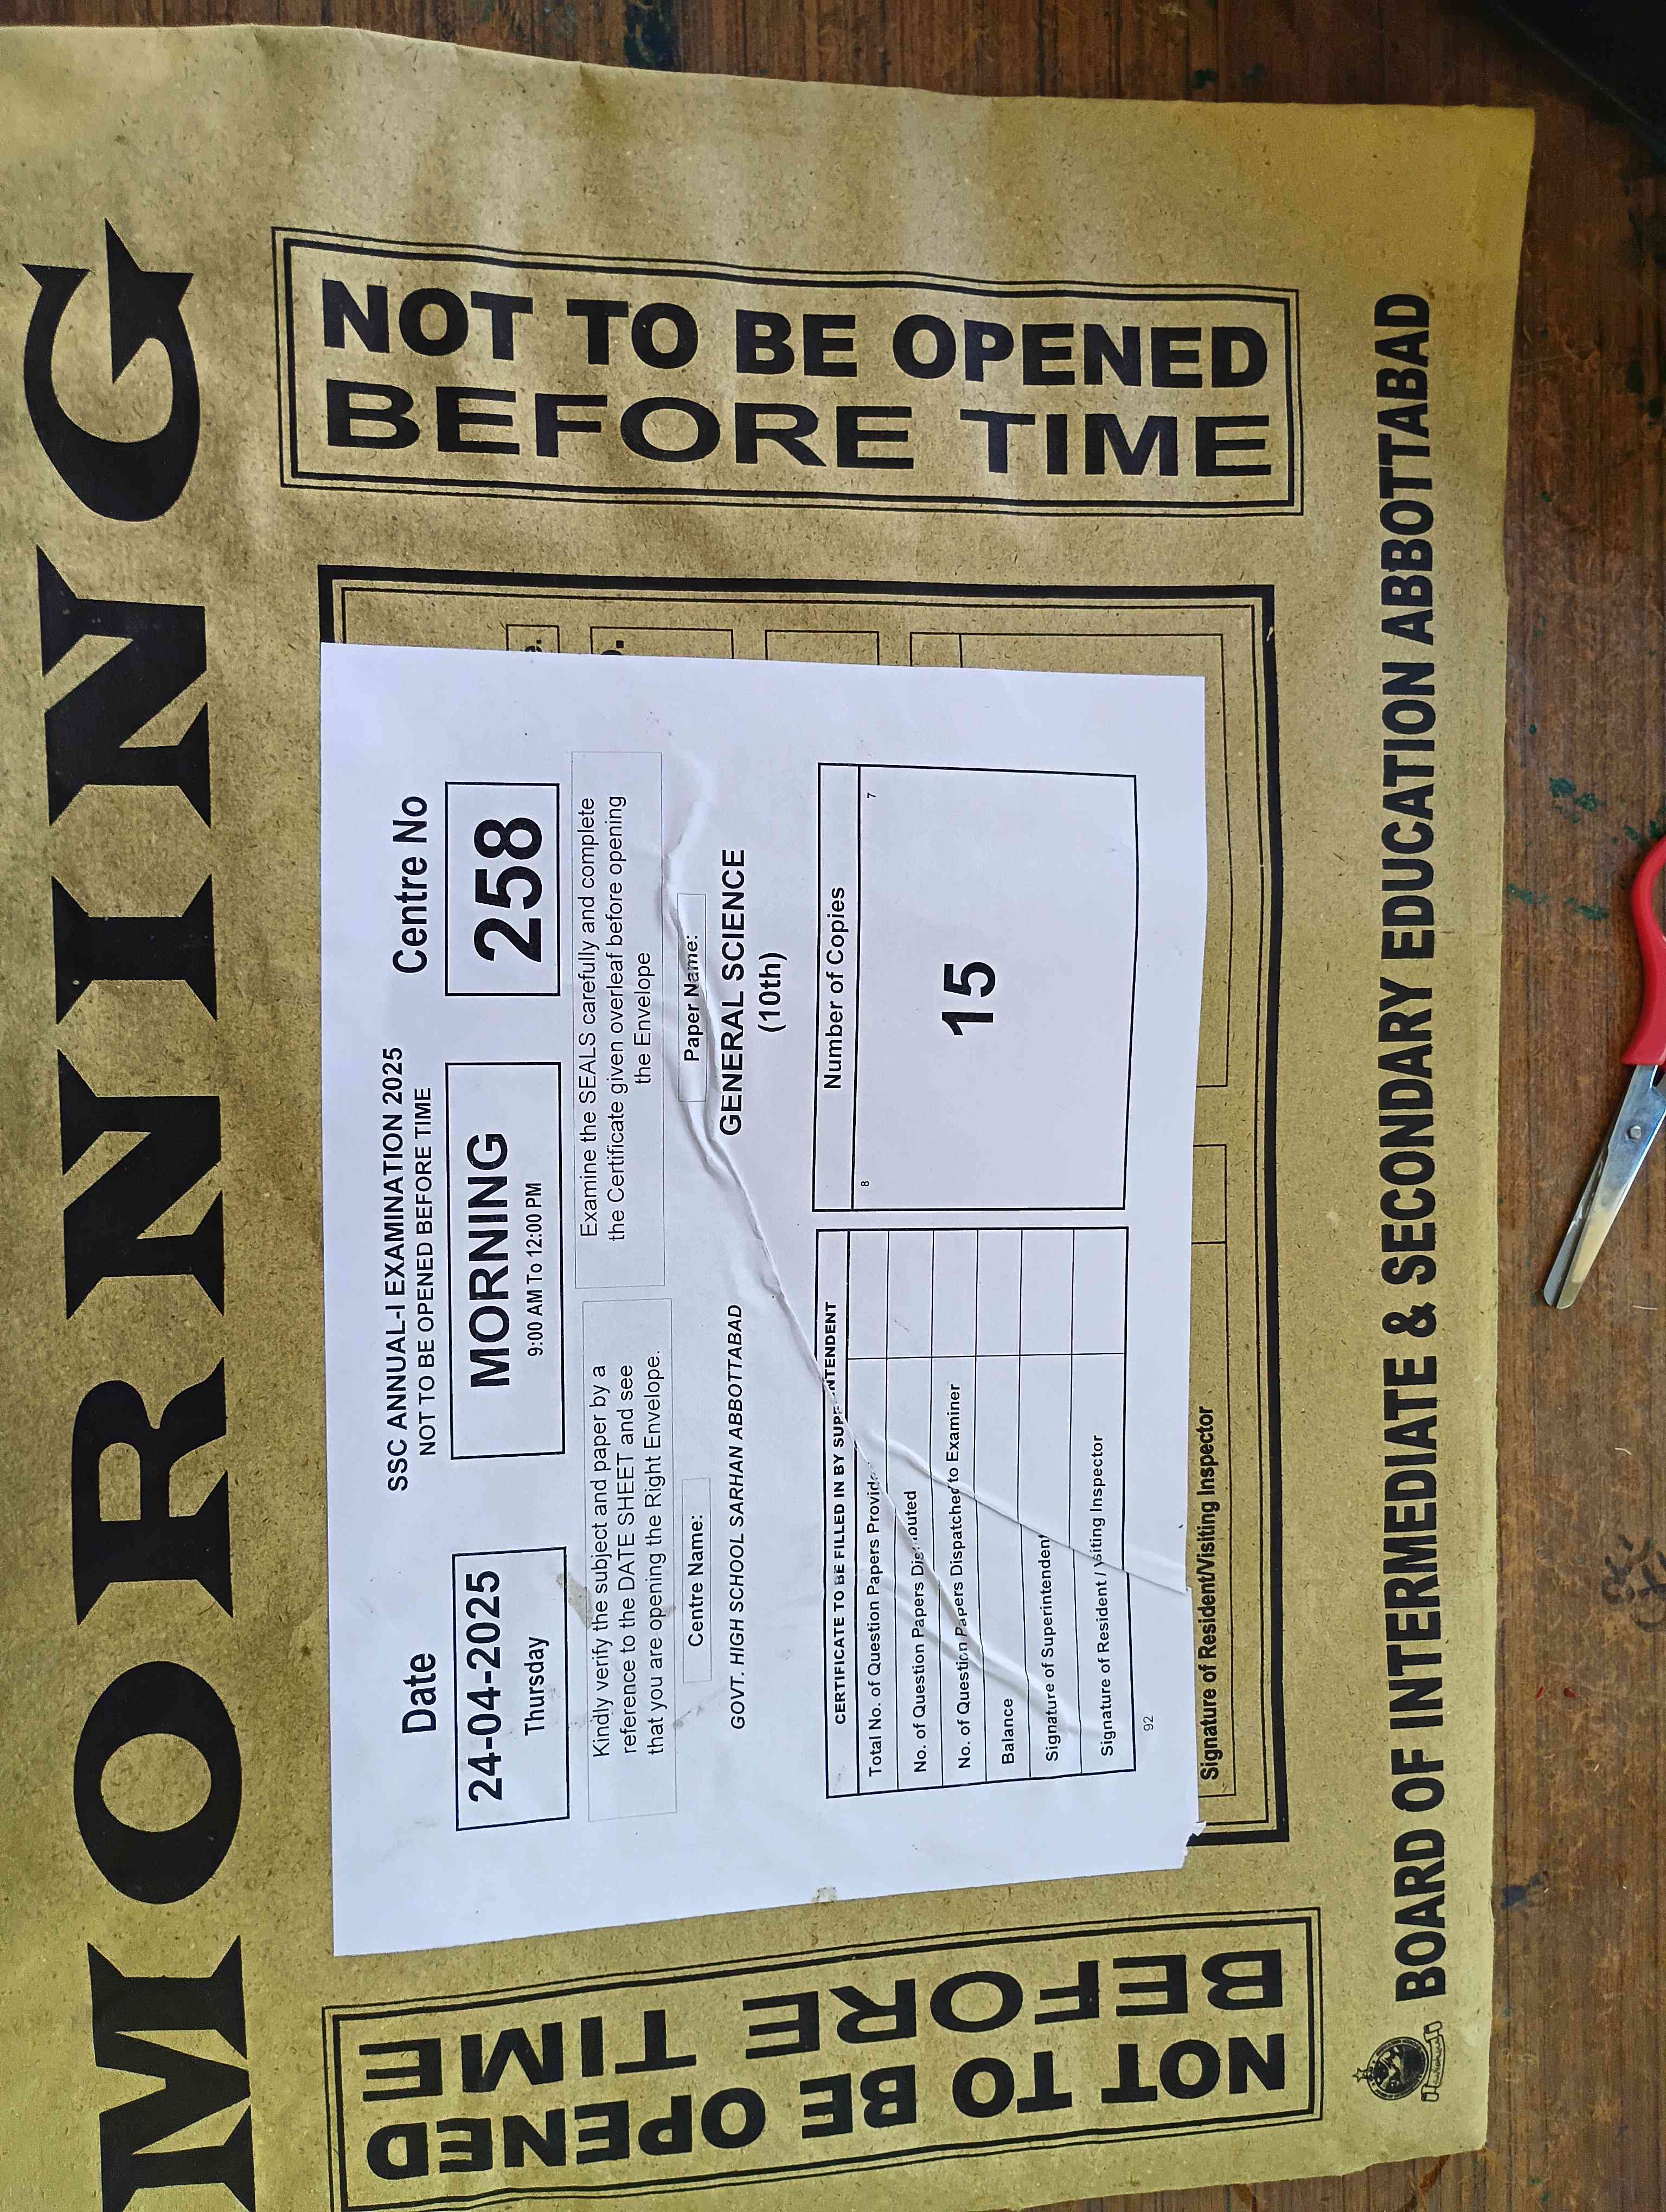 MORNING
NOT TO BE OPENED
BEFORE TIME
SSC ANNUAL-I EXAMINATION 2025
NOT TO BE OPENED BEFORE TIME
Date
24-04-2025
Thursday
MORNING
9:00 AM To 12:00 PM
Centre No
258
Kindly verify the subject and paper by a
reference to the DATE SHEET and see
that you are opening the Right Envelope.
Examine the SEALS carefully and complete
the Certificate given overleaf before opening
the Envelope
Centre Name:
GOVT. HIGH SCHOOL SARHAN ABBOTTABAD
Paper Name:
GENERAL SCIENCE
(10th)
CERTIFICATE TO BE FILLED IN BY SUPERINTENDENT
Total No. of Question Papers Provided
No. of Question Papers Distributed
No. of Question Papers Dispatched to Examiner
Balance
Signature of Superintendent
Signature of Resident / Visiting Inspector
92
Number of Copies
8
7
15
Signature of Resident/Visiting Inspector
NOT TO BE OPENED
BEFORE TIME
BOARD OF INTERMEDIATE & SECONDARY EDUCATION ABBOTTABAD